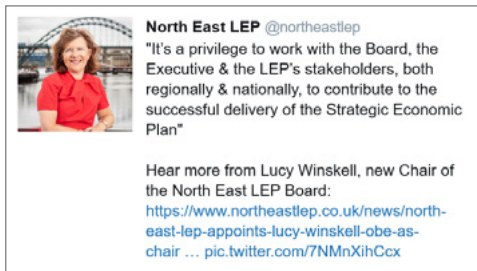 North East LEP @northeastlep
"It's a privilege to work with the Board, the
Executive & the LEP's stakeholders, both
regionally & nationally, to contribute to the
successful delivery of the Strategic Economic
Plan"
Hear more from Lucy Winskell, new Chair of
the North East LEP Board:
https://www.northeastlep.co.uk/news/north-
east-lep-appoints-lucy-winskell-obe-as-
chair … pic.twitter.com/7NMnXihCcx